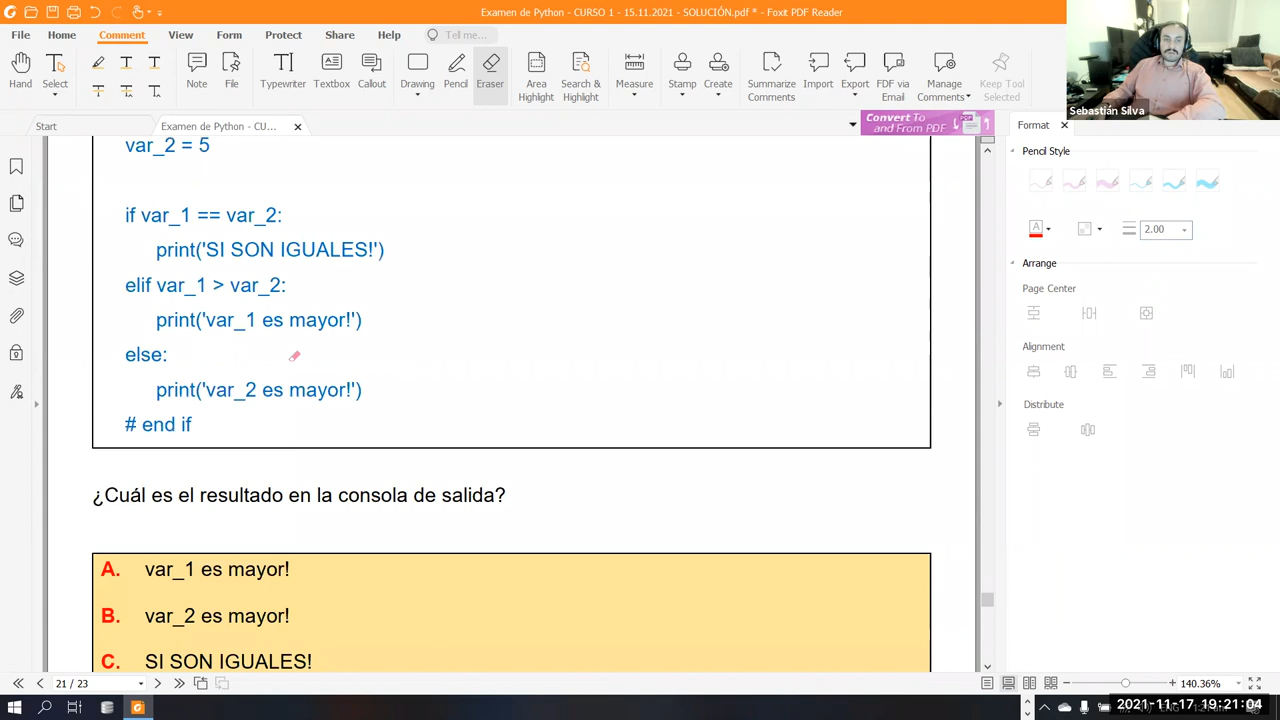 Examen de Python - CURSO 1 - 15.11.2021 - SOLUCIÓN.pdf * - Foxit PDF Reader
File Home Comment View Form Protect Share Help Tell me...
Hand Select Note File Typewriter Textbox Callout Drawing Pencil Eraser Area Highlight Search & Highlight Measure Stamp Create Summarize Comments Import Export FDF via Email Manage Comments Keep Tool Selected
Sebastián Silva
Start Examen de Python - CU...
Convert To and From PDF PDF
Format
Pencil Style
2.00
Arrange
Page Center
Alignment
Distribute
var_2 = 5
if var_1 == var_2:
print('SI SON IGUALES!')
elif var_1 > var_2:
print('var_1 es mayor!')
else:
print('var_2 es mayor!')
# end if
¿Cuál es el resultado en la consola de salida?
A. var_1 es mayor!
B. var_2 es mayor!
C. SI SON IGUALES!
21 / 23
140.36%
2021-11-17 19:21:04